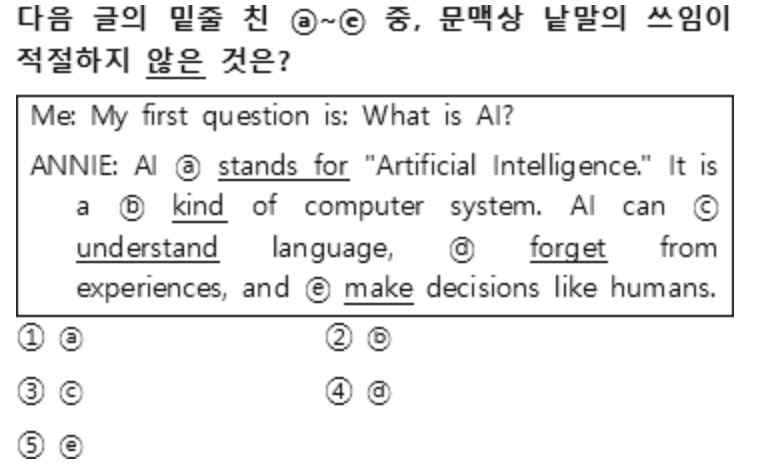 다음 글의 밑줄 친 ⓐ~ⓔ 중, 문맥상 낱말의 쓰임이
적절하지 않은 것은?
Me: My first question is: What is AI?
ANNIE: AI ⓐ stands for "Artificial Intelligence." It is
a ⓑ kind of computer system. AI can ⓒ
understand language, ⓓ forget from
experiences, and ⓔ make decisions like humans.
① ⓐ ② ⓑ
③ ⓒ ④ ⓓ
⑤ ⓔ